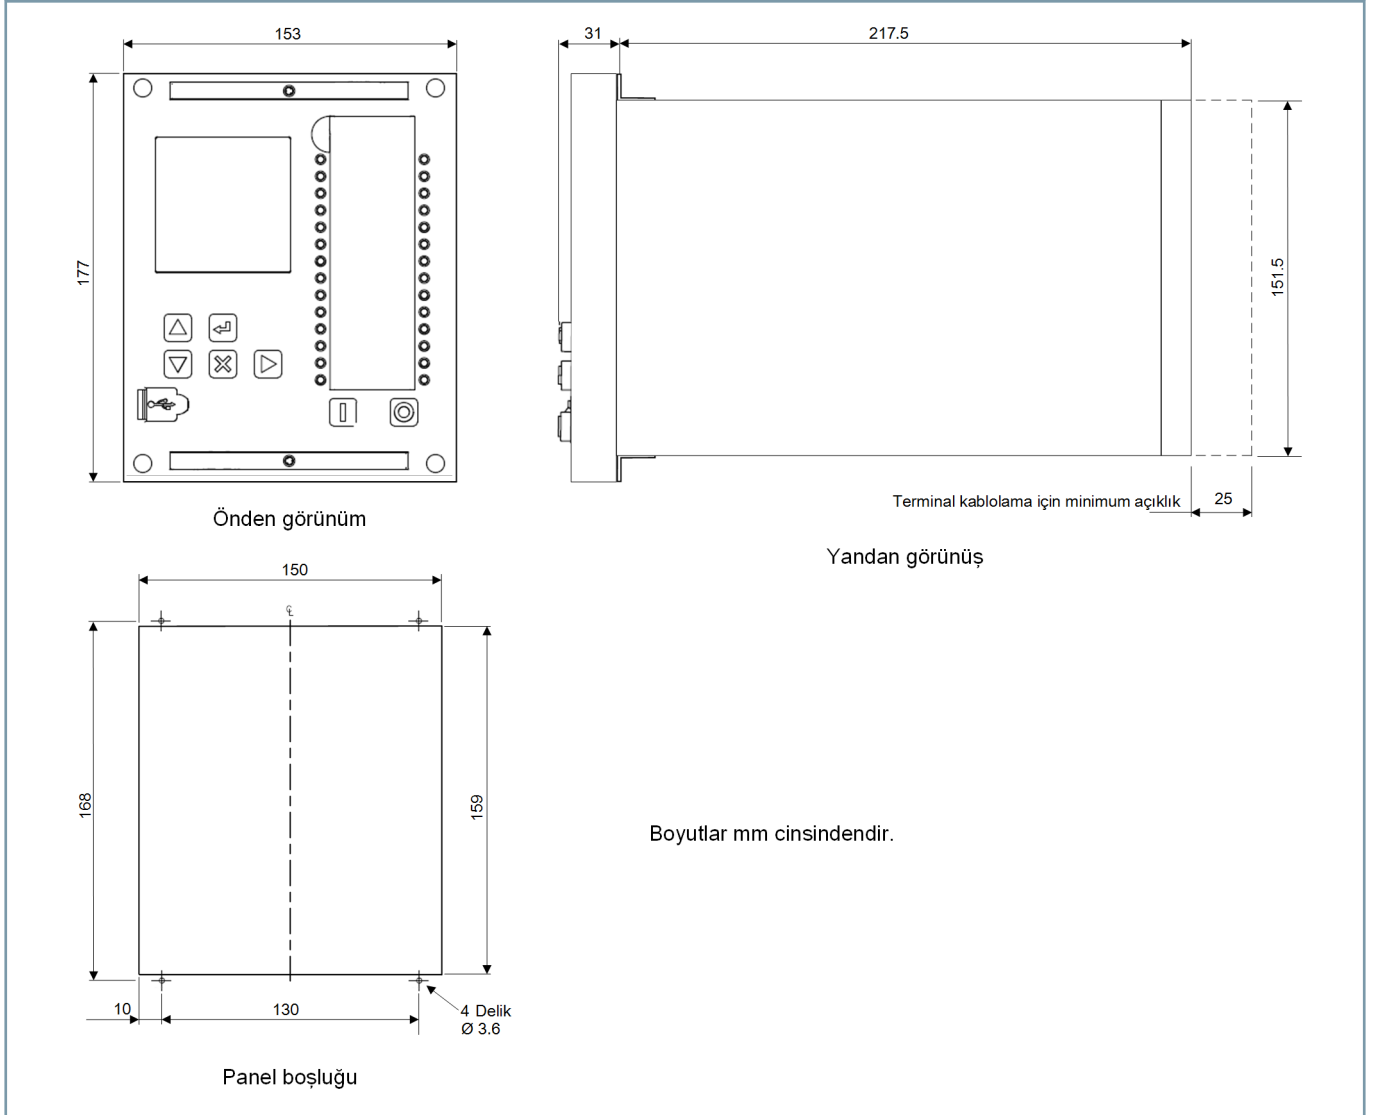 153
31
217.5
177
151.5
Terminal kablolama için minimum açıklık
25
Önden görünüm
Yandan görünüş
150
℄
168
159
Boyutlar mm cinsindendir.
10
130
4 Delik
Ø 3.6
Panel boşluğu